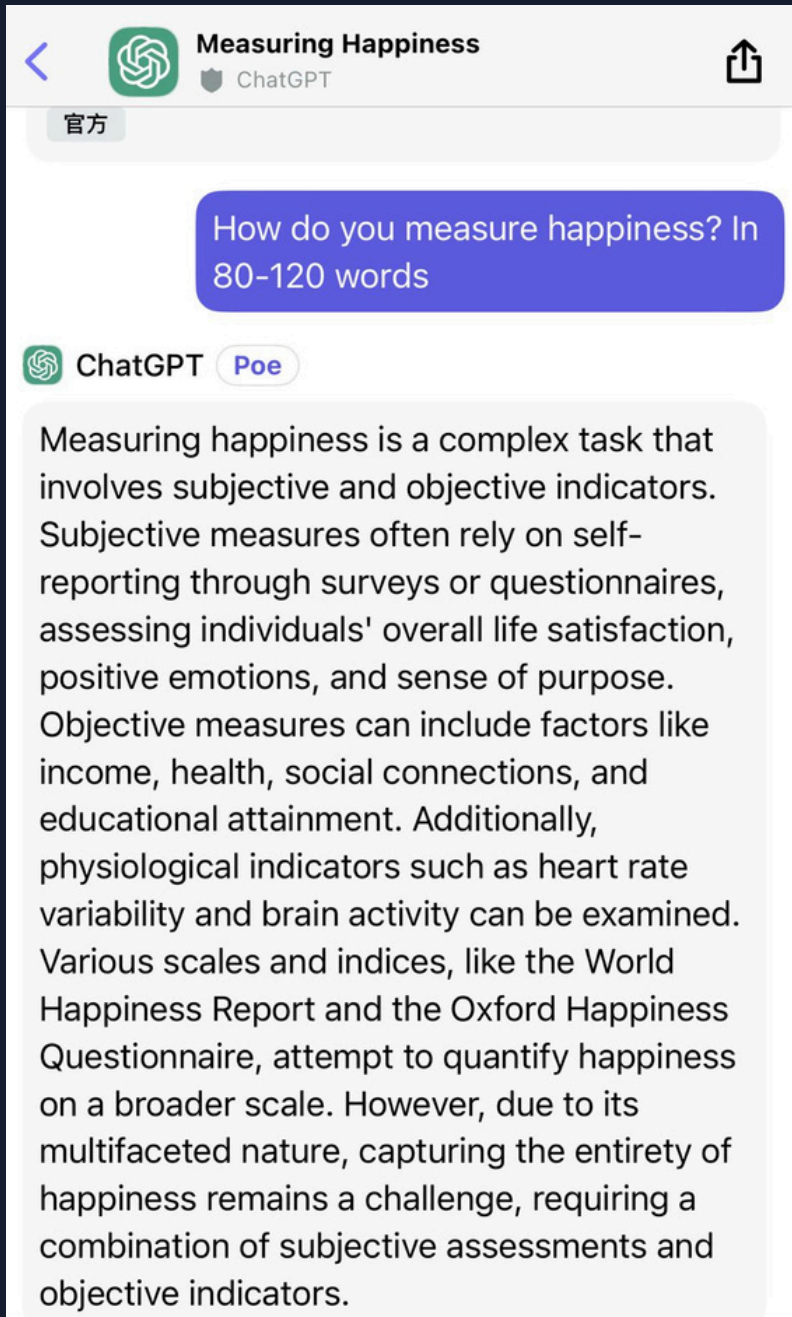 Measuring Happiness
ChatGPT
官方
How do you measure happiness? In
80-120 words
ChatGPT Poe
Measuring happiness is a complex task that
involves subjective and objective indicators.
Subjective measures often rely on self-
reporting through surveys or questionnaires,
assessing individuals' overall life satisfaction,
positive emotions, and sense of purpose.
Objective measures can include factors like
income, health, social connections, and
educational attainment. Additionally,
physiological indicators such as heart rate
variability and brain activity can be examined.
Various scales and indices, like the World
Happiness Report and the Oxford Happiness
Questionnaire, attempt to quantify happiness
on a broader scale. However, due to its
multifaceted nature, capturing the entirety of
happiness remains a challenge, requiring a
combination of subjective assessments and
objective indicators.